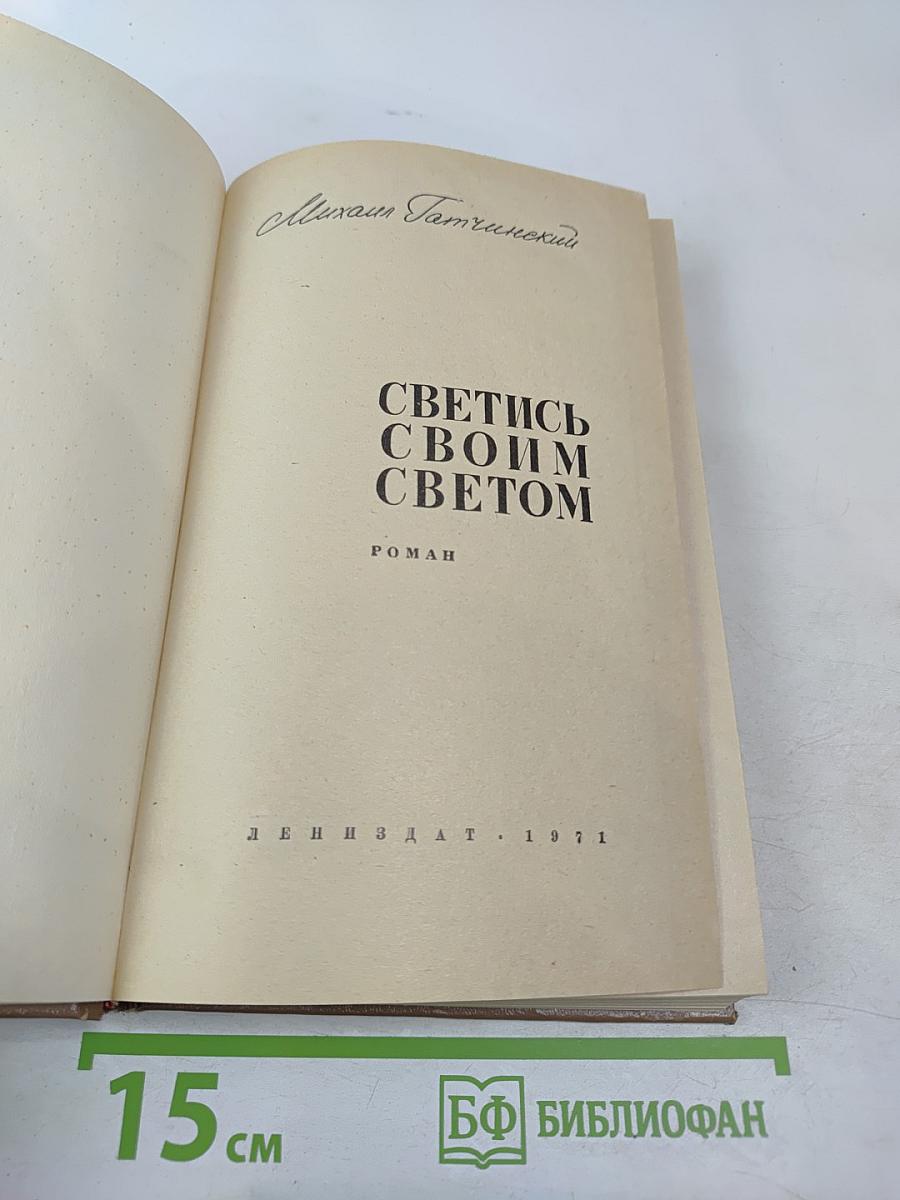 Михаил Гатчинский
СВЕТИСЬ
СВОИМ
СВЕТОМ
РОМАН
ЛЕНИЗДАТ · 1971
15 см
БФ БИБЛИОФАН